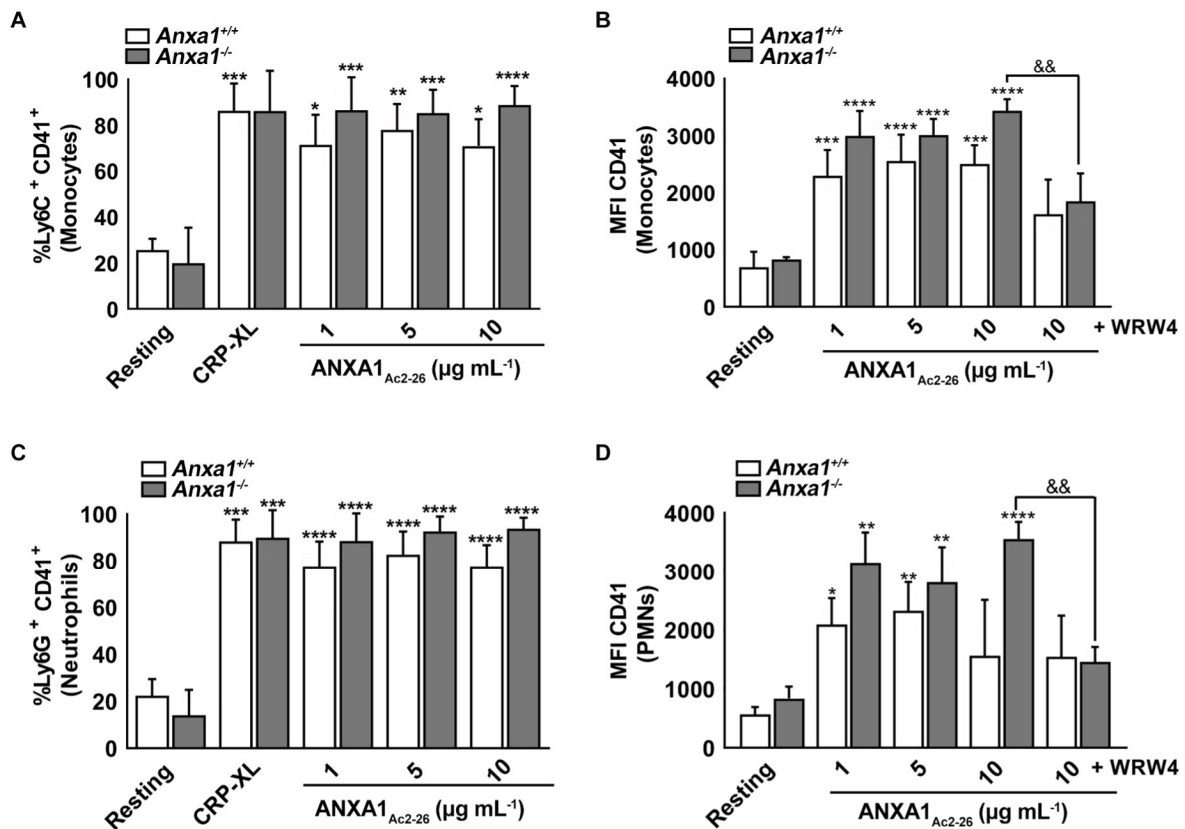 A
Anxa1+/+
Anxa1-/-
%Ly6C + CD41+
(Monocytes)
100
80
60
40
20
0
***
*
***
**
***
*
****
Resting
CRP-XL
1
5
10
ANXA1Ac2-26 (µg mL-1)
B
Anxa1+/+
Anxa1-/-
MFI CD41
(Monocytes)
4000
3000
2000
1000
0
***
****
****
****
***
****
&&
Resting
1
5
10
10 + WRW4
ANXA1Ac2-26 (µg mL-1)
C
Anxa1+/+
Anxa1-/-
%Ly6G + CD41+
(Neutrophils)
100
80
60
40
20
0
***
***
****
****
****
****
****
****
Resting
CRP-XL
1
5
10
ANXA1Ac2-26 (µg mL-1)
D
Anxa1+/+
Anxa1-/-
MFI CD41
(PMNs)
4000
3000
2000
1000
0
*
**
**
**
****
&&
Resting
1
5
10
10 + WRW4
ANXA1Ac2-26 (µg mL-1)